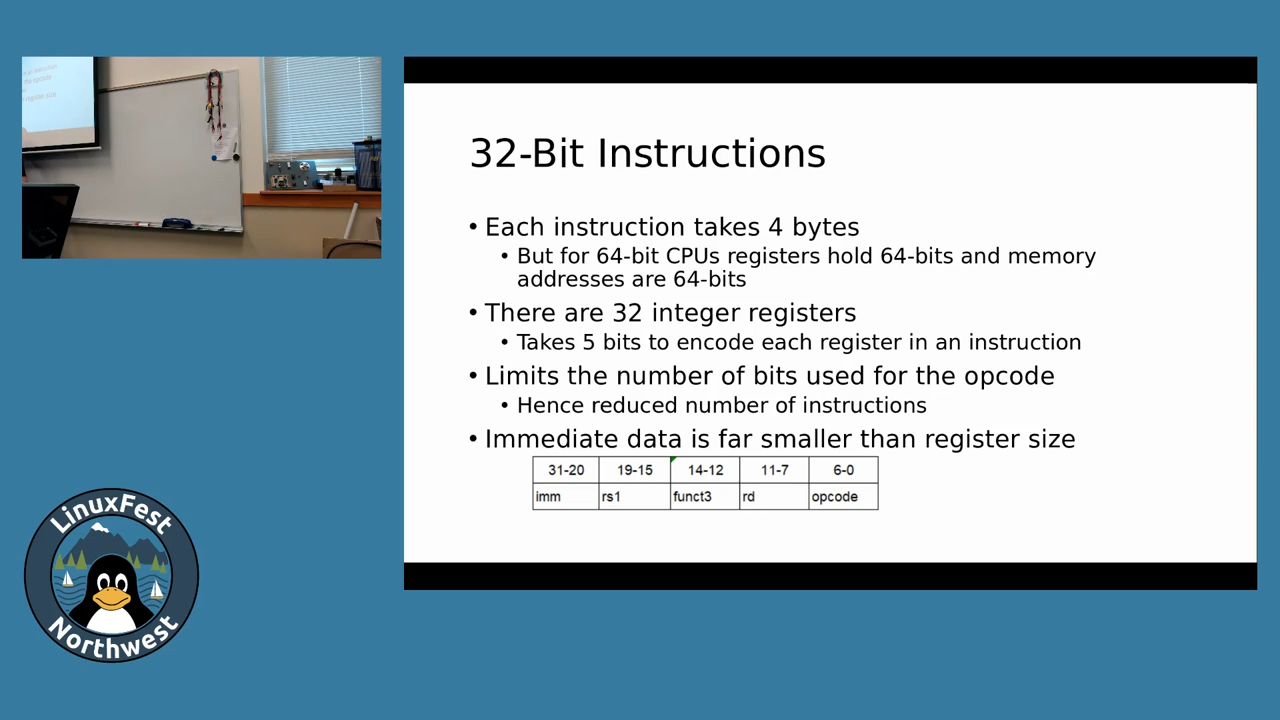 32-Bit Instructions
• Each instruction takes 4 bytes
• But for 64-bit CPUs registers hold 64-bits and memory
addresses are 64-bits
• There are 32 integer registers
• Takes 5 bits to encode each register in an instruction
• Limits the number of bits used for the opcode
• Hence reduced number of instructions
• Immediate data is far smaller than register size
31-20 19-15 14-12 11-7 6-0
imm rs1 funct3 rd opcode
LinuxFest
Northwest